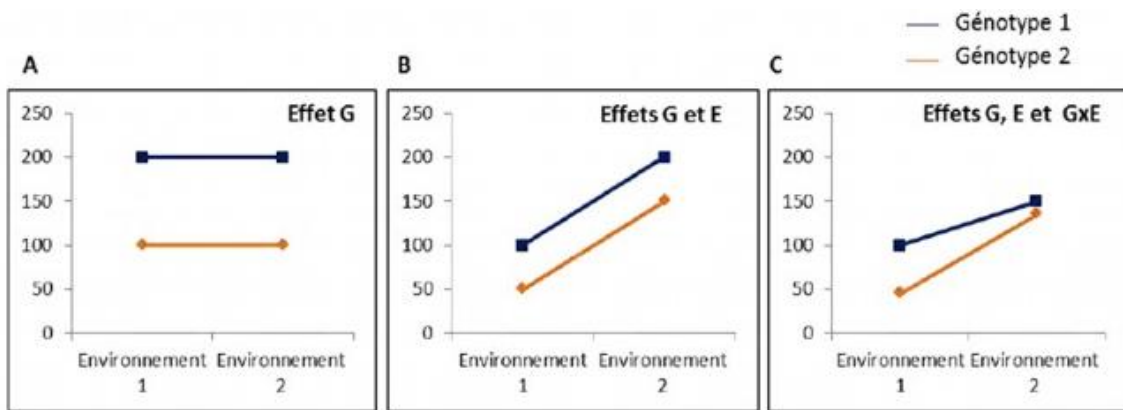 Génotype 1
Génotype 2
A
Effet G
250
200
150
100
50
0
Environnement Environnement
1 2
B
Effets G et E
250
200
150
100
50
0
Environnement Environnement
1 2
C
Effets G, E et GxE
250
200
150
100
50
0
Environnement Environnement
1 2